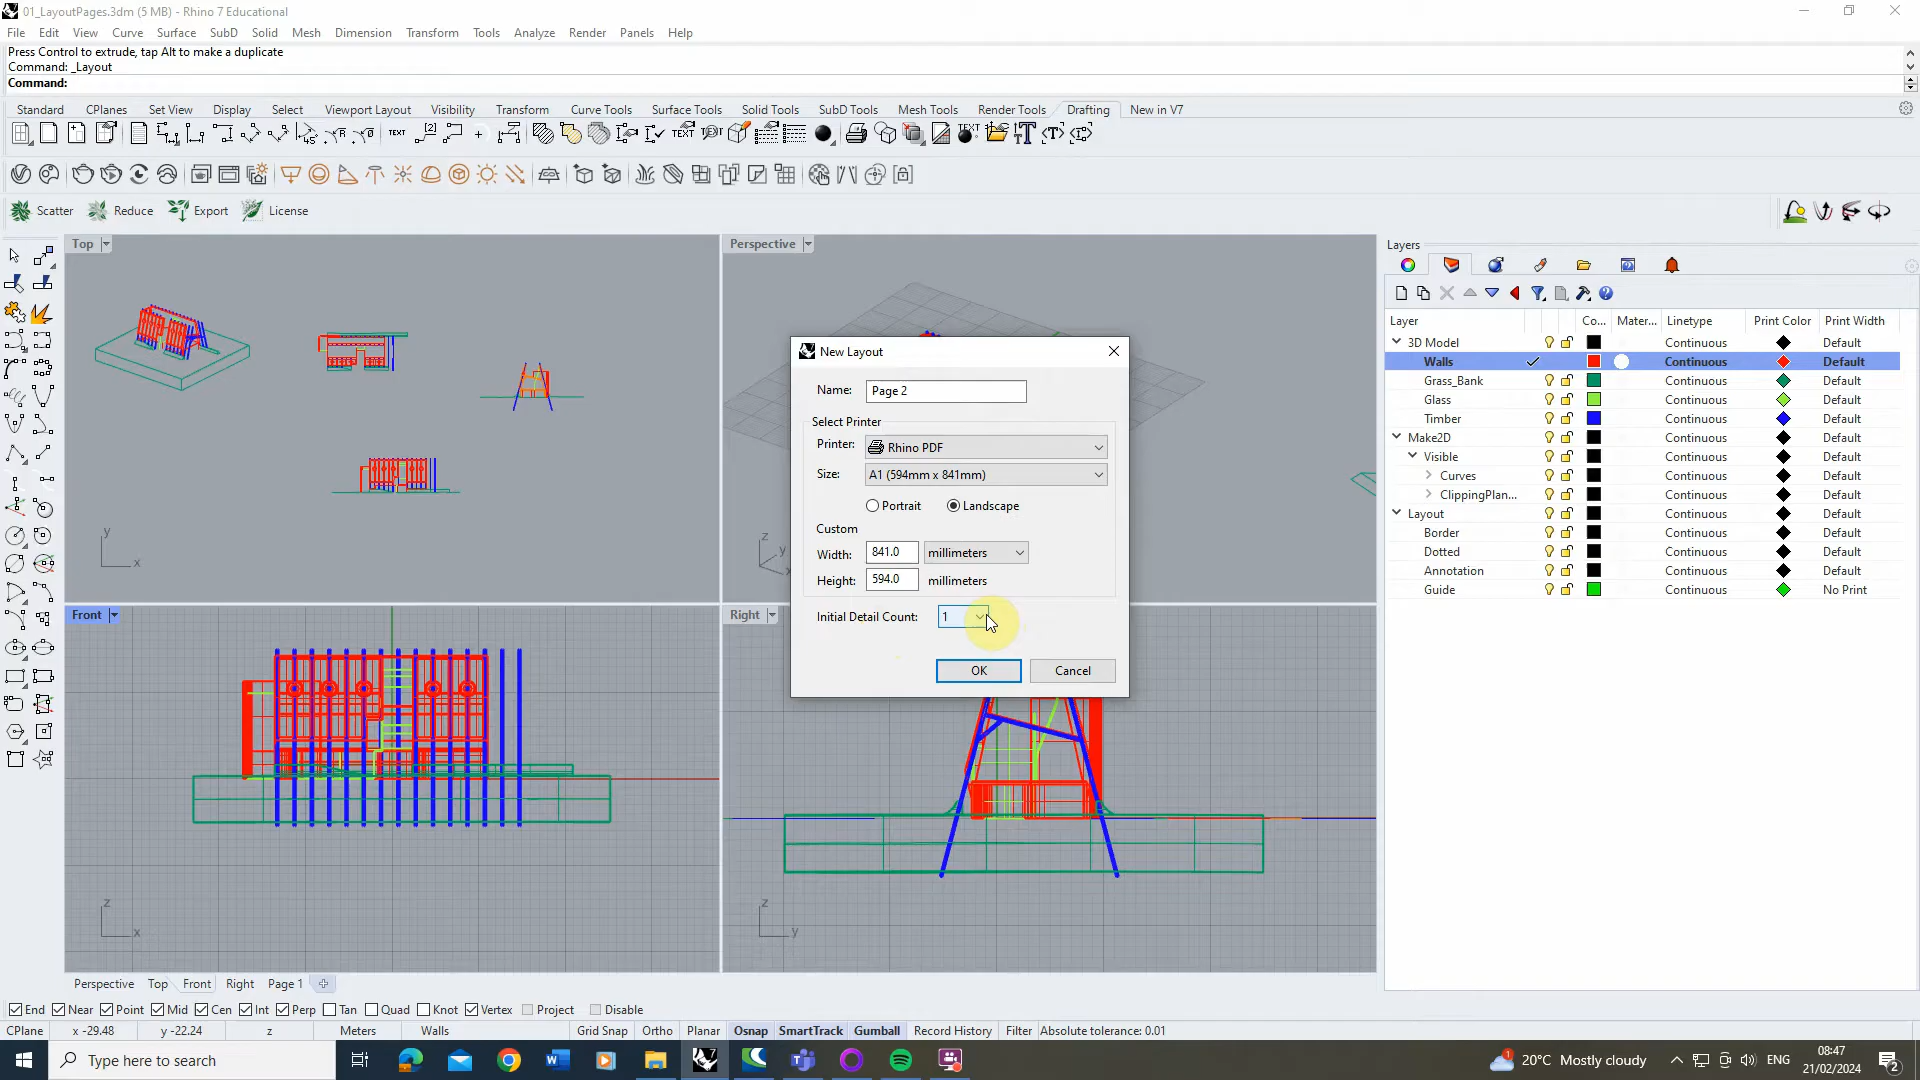 01_LayoutPages.3dm (5 MB) - Rhino 7 Educational
File Edit View Curve Surface SubD Solid Mesh Dimension Transform Tools Analyze Render Panels Help
Press Control to extrude, tap Alt to make a duplicate
Command: _Layout
Command:
Standard CPlanes Set View Display Select Viewport Layout Visibility Transform Curve Tools Surface Tools Solid Tools SubD Tools Mesh Tools Render Tools Drafting New in V7
Scatter Reduce Export License
Top
Perspective
Layers
Layer Co... Mater... Linetype Print Color Print Width
3D Model Continuous Default
Walls Continuous Default
Grass_Bank Continuous Default
Glass Continuous Default
Timber Continuous Default
Make2D Continuous Default
Visible Continuous Default
Curves Continuous Default
ClippingPlan... Continuous Default
Layout Continuous Default
Border Continuous Default
Dotted Continuous Default
Annotation Continuous Default
Guide Continuous No Print
New Layout
Name: Page 2
Select Printer
Printer: Rhino PDF
Size: A1 (594mm x 841mm)
Portrait Landscape
Custom
Width: 841.0 millimeters
Height: 594.0 millimeters
Initial Detail Count: 1
OK Cancel
y
x
z
y
x
Front
Right
z
x
z
y
Perspective Top Front Right Page 1
End Near Point Mid Cen Int Perp Tan Quad Knot Vertex Project Disable
CPlane x -29.48 y -22.24 z Meters Walls Grid Snap Ortho Planar Osnap SmartTrack Gumball Record History Filter Absolute tolerance: 0.01
Type here to search
20°C Mostly cloudy
ENG
08:47
21/02/2024
2